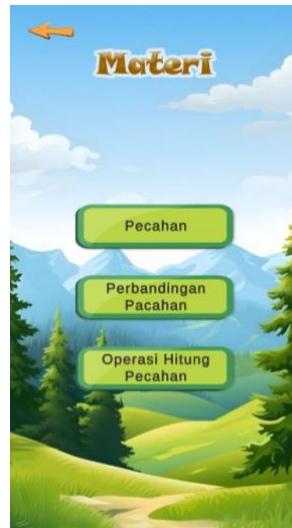 Materi
Pecahan
Perbandingan
Pacahan
Operasi Hitung
Pecahan